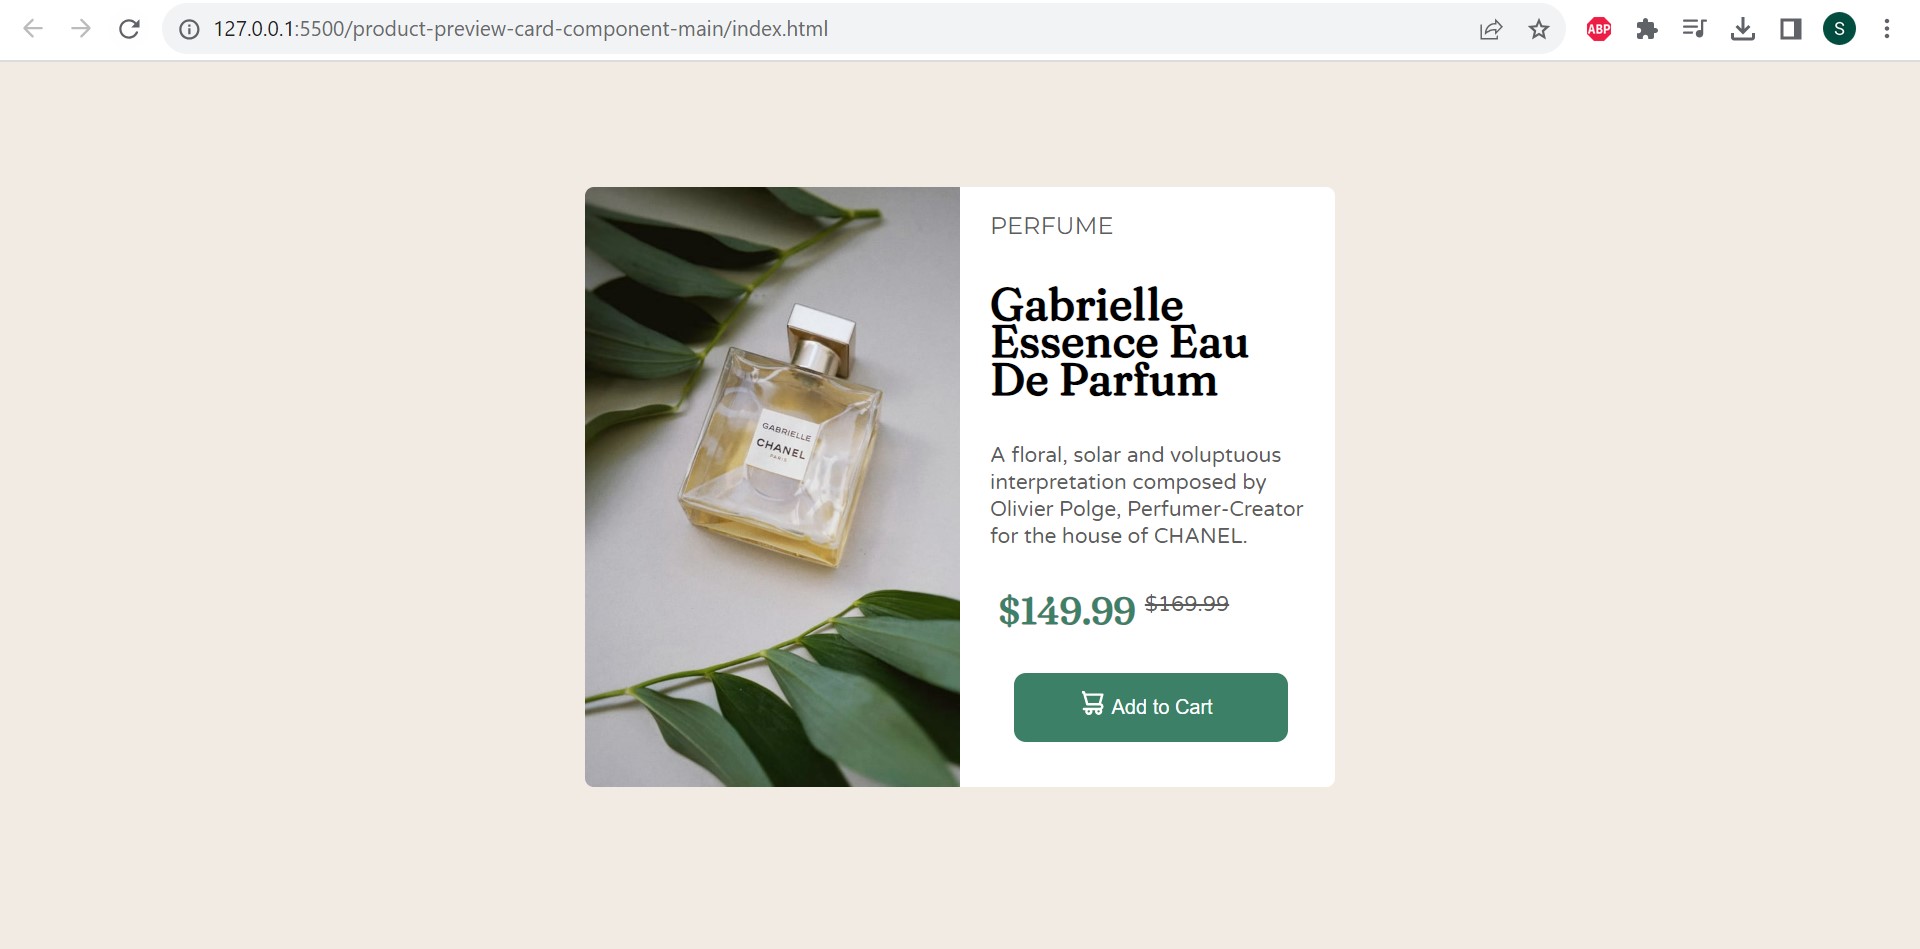 127.0.0.1:5500/product-preview-card-component-main/index.html
ABP
S
PERFUME
Gabrielle
Essence Eau
De Parfum
A floral, solar and voluptuous
interpretation composed by
Olivier Polge, Perfumer-Creator
for the house of CHANEL.
$149.99 $169.99
Add to Cart
GABRIELLE
CHANEL
PARIS